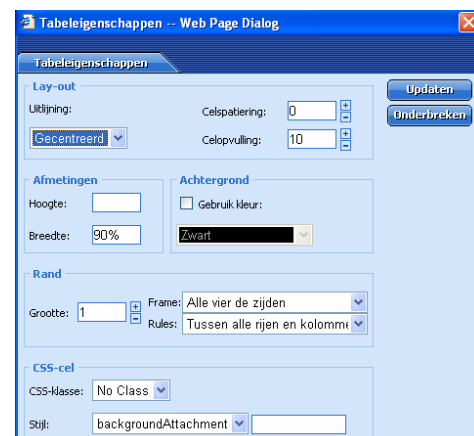 Tabeleigenschappen -- Web Page Dialog
Tabeleigenschappen
Lay-out
Uitlijning:
Gecentreerd
Celspatiering: 0
Celopvulling: 10
Updaten
Onderbreken
Afmetingen
Hoogte:
Breedte: 90%
Achtergrond
Gebruik kleur:
Zwart
Rand
Grootte: 1
Frame: Alle vier de zijden
Rules: Tussen alle rijen en kolomme
CSS-cel
CSS-klasse: No Class
Stijl: backgroundAttachment